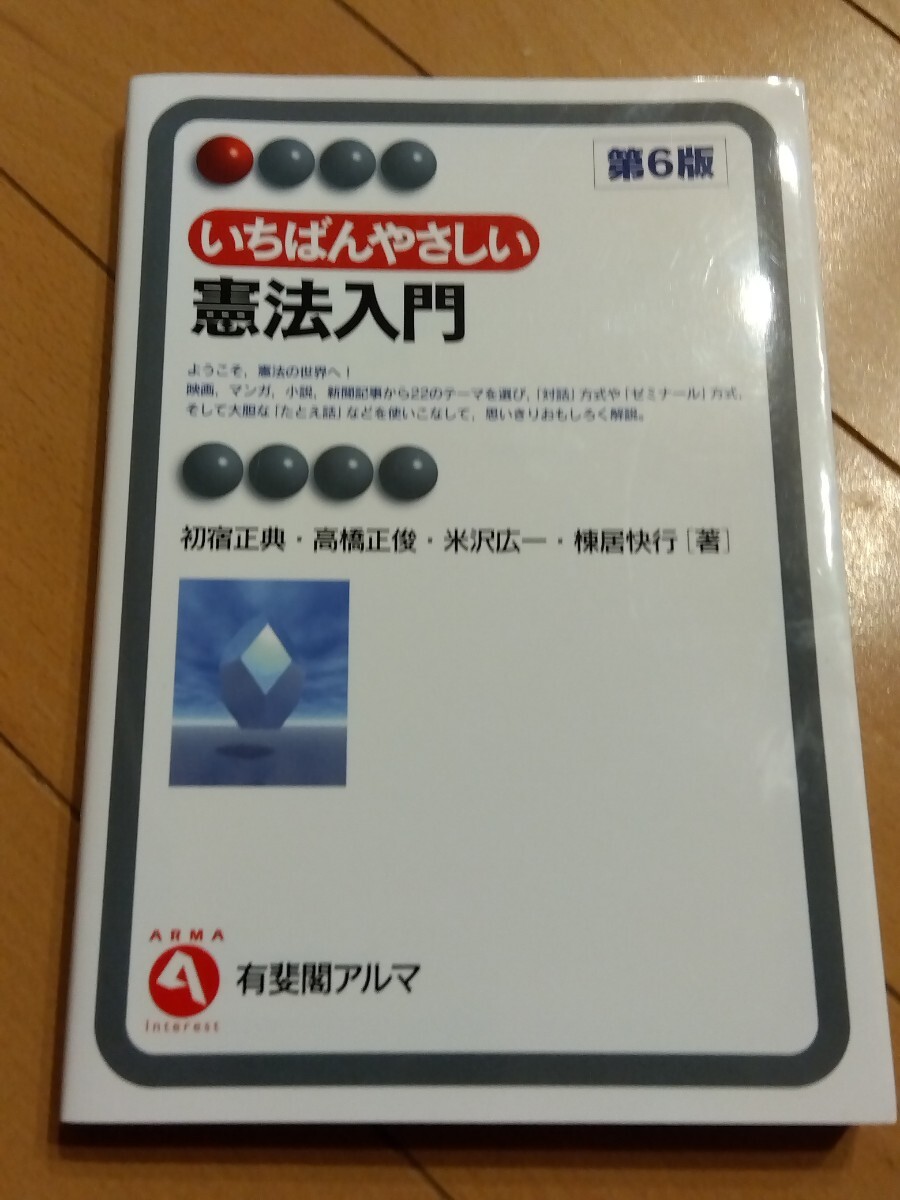 第6版
いちばんやさしい
憲法入門
ようこそ，憲法の世界へ！
映画，マンガ，小説，新聞記事から22のテーマを選び，「対話」方式や「ゼミナール」方式，
そして大胆な「たとえ話」などを使いこなして，思いきりおもしろく解説。
初宿正典・高橋正俊・米沢広一・棟居快行［著］
ARMA
有斐閣アルマ
Interest